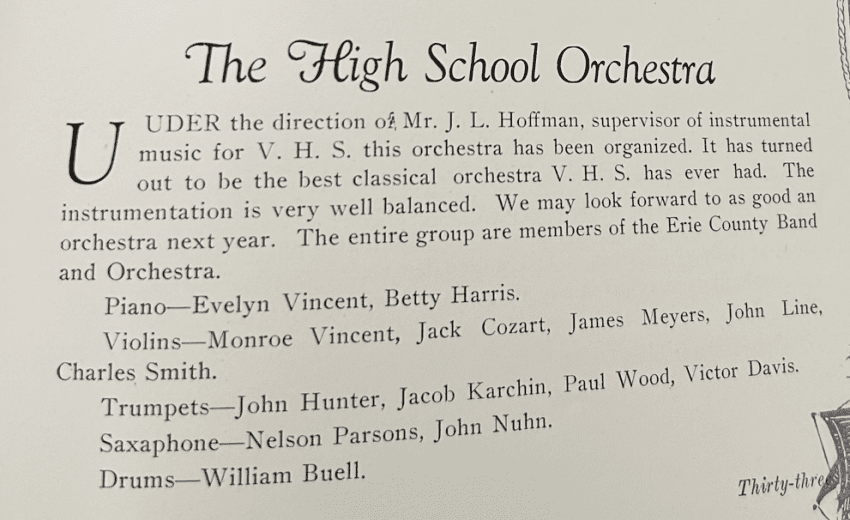 The High School Orchestra
UUDER the direction of, Mr. J. L. Hoffman, supervisor of instrumental
music for V. H. S. this orchestra has been organized. It has turned
out to be the best classical orchestra V. H. S. has ever had. The
instrumentation is very well balanced. We may look forward to as good an
orchestra next year. The entire group are members of the Erie County Band
and Orchestra.
Piano—Evelyn Vincent, Betty Harris.
Violins—Monroe Vincent, Jack Cozart, James Meyers, John Line,
Charles Smith.
Trumpets—John Hunter, Jacob Karchin, Paul Wood, Victor Davis.
Saxaphone—Nelson Parsons, John Nuhn.
Drums—William Buell.
Thirty-three